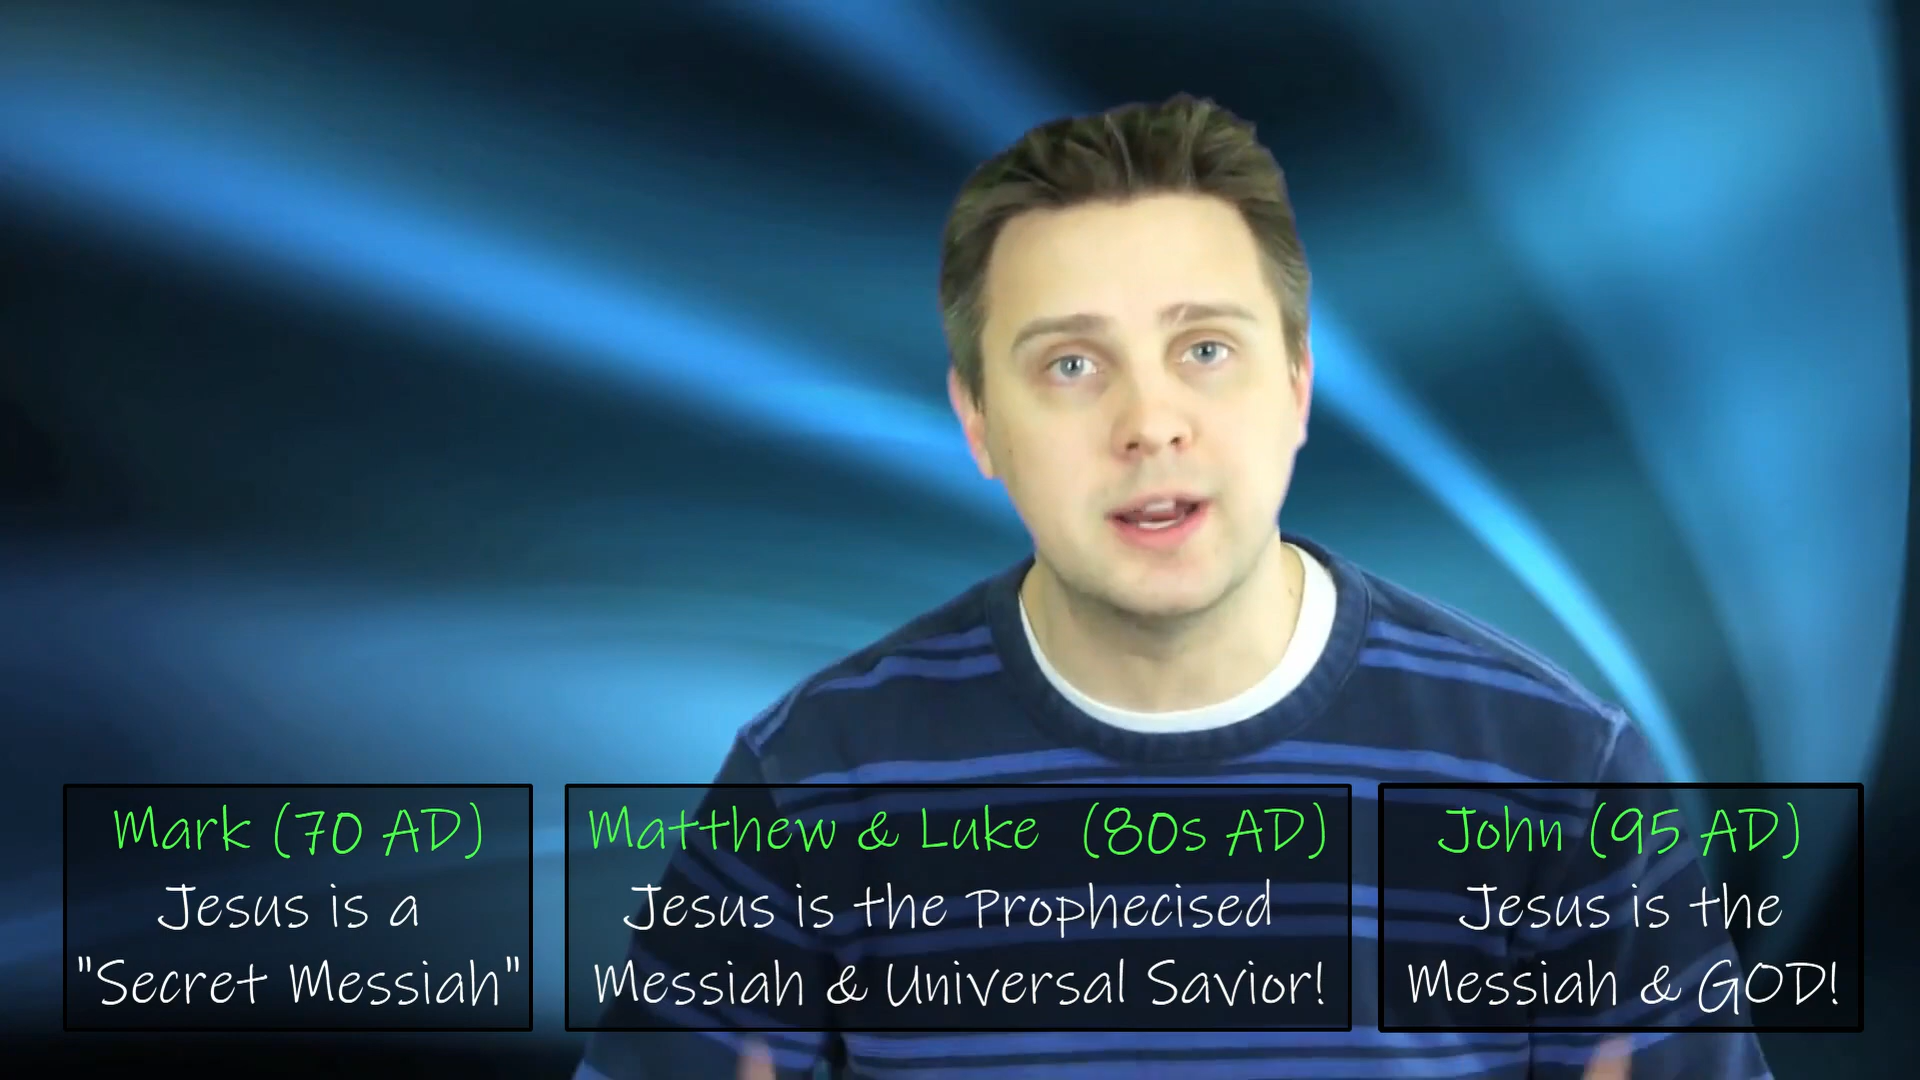 Mark (70 AD)
Jesus is a
"Secret Messiah"
Matthew & Luke (80s AD)
Jesus is the Prophecised
Messiah & Universal Savior!
John (95 AD)
Jesus is the
Messiah & GOD!